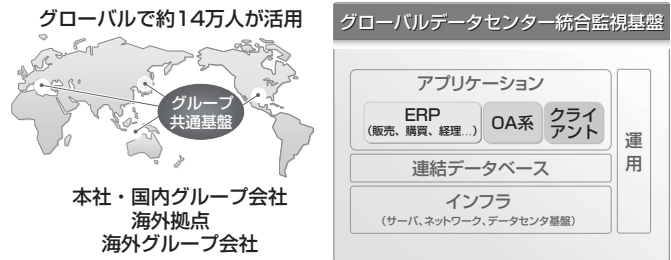 グローバルで約14万人が活用
グループ
共通基盤
本社・国内グループ会社
海外拠点
海外グループ会社
グローバルデータセンター統合監視基盤
アプリケーション
ERP
(販売、購買、経理…)
OA系
クライ
アント
連結データベース
インフラ
(サーバ、ネットワーク、データセンタ基盤)
運
用